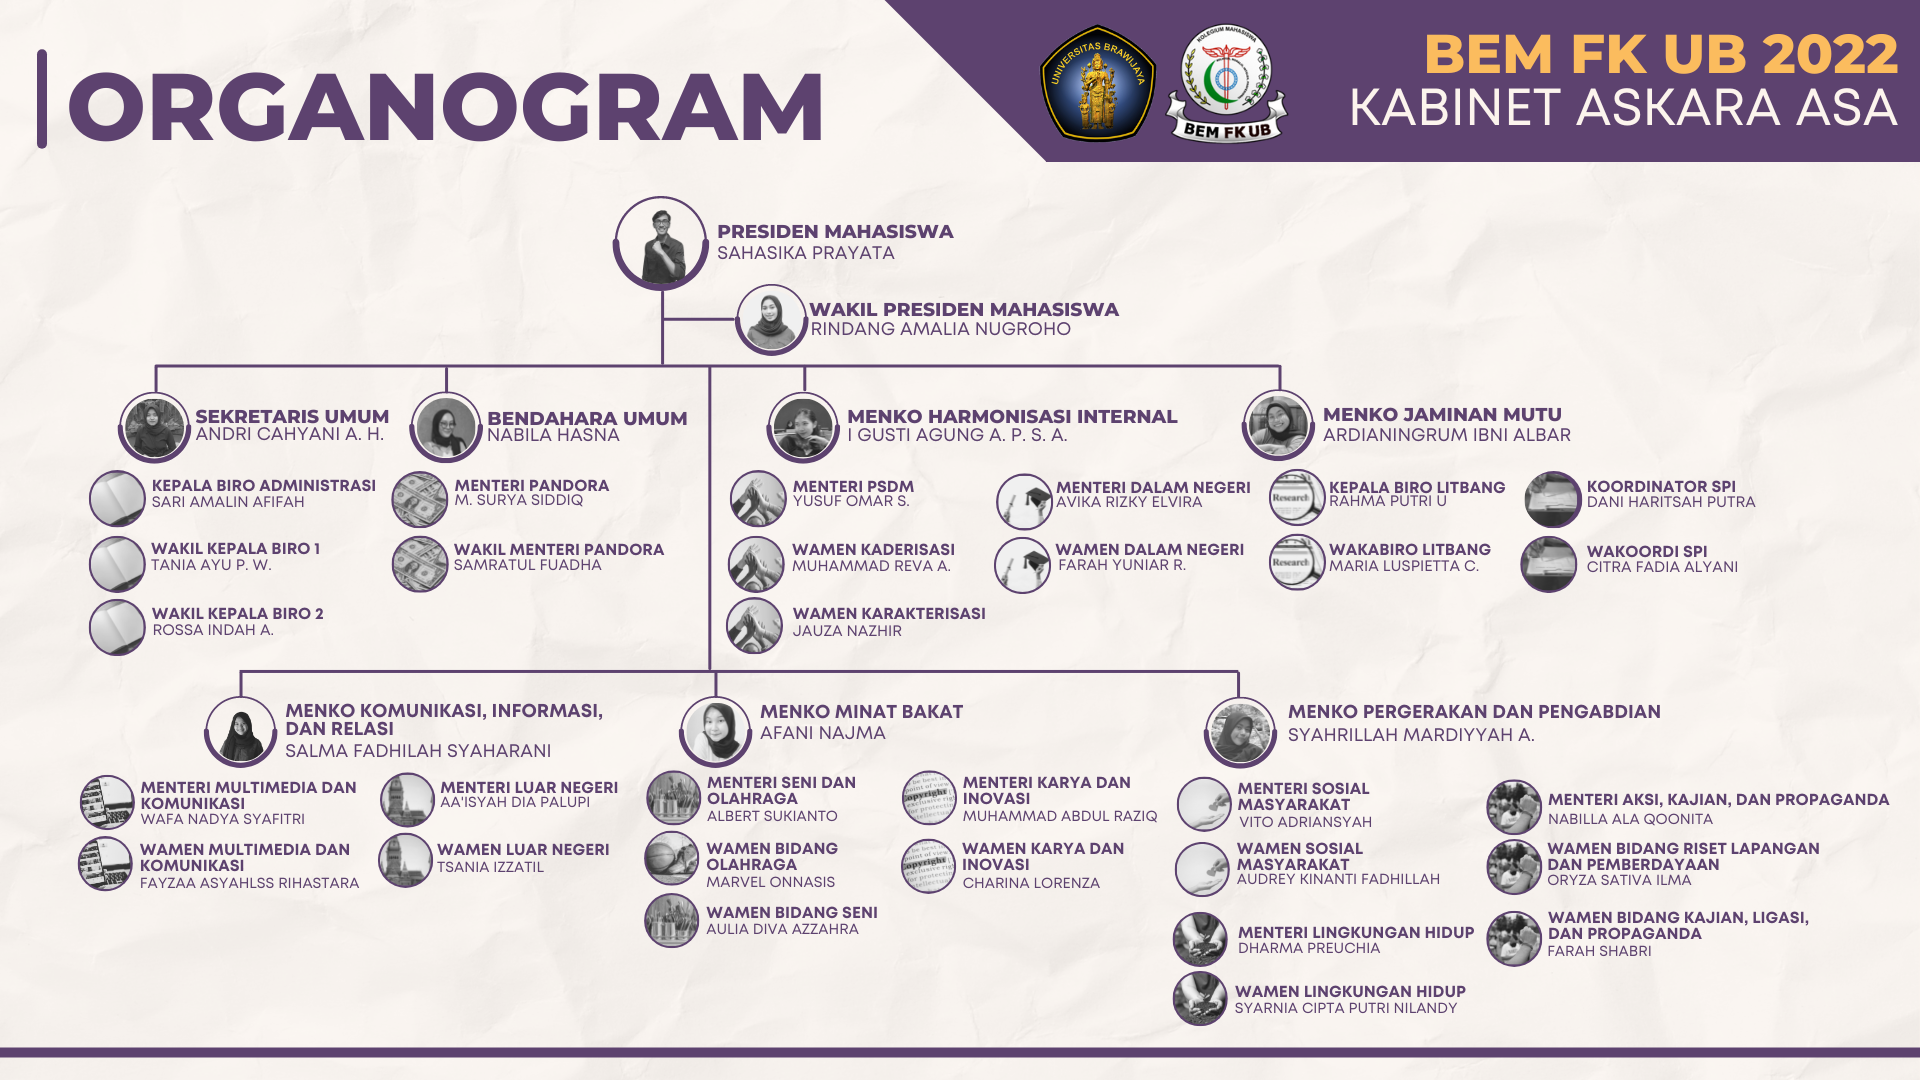 ORGANOGRAM
UNIVERSITAS BRAWIJAYA
KOLEGIUM MAHASISWA
BEM FK UB
BEM FK UB 2022
KABINET ASKARA ASA
PRESIDEN MAHASISWA
SAHASIKA PRAYATA
WAKIL PRESIDEN MAHASISWA
RINDANG AMALIA NUGROHO
SEKRETARIS UMUM
ANDRI CAHYANI A. H.
KEPALA BIRO ADMINISTRASI
SARI AMALIN AFIFAH
WAKIL KEPALA BIRO 1
TANIA AYU P. W.
WAKIL KEPALA BIRO 2
ROSSA INDAH A.
BENDAHARA UMUM
NABILA HASNA
MENTERI PANDORA
M. SURYA SIDDIQ
WAKIL MENTERI PANDORA
SAMRATUL FUADHA
MENKO HARMONISASI INTERNAL
I GUSTI AGUNG A. P. S. A.
MENTERI PSDM
YUSUF OMAR S.
WAMEN KADERISASI
MUHAMMAD REVA A.
WAMEN KARAKTERISASI
JAUZA NAZHIR
MENTERI DALAM NEGERI
AVIKA RIZKY ELVIRA
WAMEN DALAM NEGERI
FARAH YUNIAR R.
MENKO JAMINAN MUTU
ARDIANINGRUM IBNI ALBAR
Research
KEPALA BIRO LITBANG
RAHMA PUTRI U
Research
WAKABIRO LITBANG
MARIA LUSPIETTA C.
KOORDINATOR SPI
DANI HARITSAH PUTRA
WAKOORDI SPI
CITRA FADIA ALYANI
MENKO KOMUNIKASI, INFORMASI,
DAN RELASI
SALMA FADHILAH SYAHARANI
MENTERI MULTIMEDIA DAN
KOMUNIKASI
WAFA NADYA SYAFITRI
WAMEN MULTIMEDIA DAN
KOMUNIKASI
FAYZAA ASYAHLSS RIHASTARA
MENTERI LUAR NEGERI
AA'ISYAH DIA PALUPI
WAMEN LUAR NEGERI
TSANIA IZZATIL
MENKO MINAT BAKAT
AFANI NAJMA
MENTERI SENI DAN
OLAHRAGA
ALBERT SUKIANTO
WAMEN BIDANG
OLAHRAGA
MARVEL ONNASIS
WAMEN BIDANG SENI
AULIA DIVA AZZAHRA
MENTERI KARYA DAN
INOVASI
MUHAMMAD ABDUL RAZIQ
WAMEN KARYA DAN
INOVASI
CHARINA LORENZA
MENKO PERGERAKAN DAN PENGABDIAN
SYAHRILLAH MARDIYYAH A.
MENTERI SOSIAL
MASYARAKAT
VITO ADRIANSYAH
WAMEN SOSIAL
MASYARAKAT
AUDREY KINANTI FADHILLAH
MENTERI LINGKUNGAN HIDUP
DHARMA PREUCHIA
WAMEN LINGKUNGAN HIDUP
SYARNIA CIPTA PUTRI NILANDY
MENTERI AKSI, KAJIAN, DAN PROPAGANDA
NABILLA ALA QOONITA
WAMEN BIDANG RISET LAPANGAN
DAN PEMBERDAYAAN
ORYZA SATIVA ILMA
WAMEN BIDANG KAJIAN, LIGASI,
DAN PROPAGANDA
FARAH SHABRI